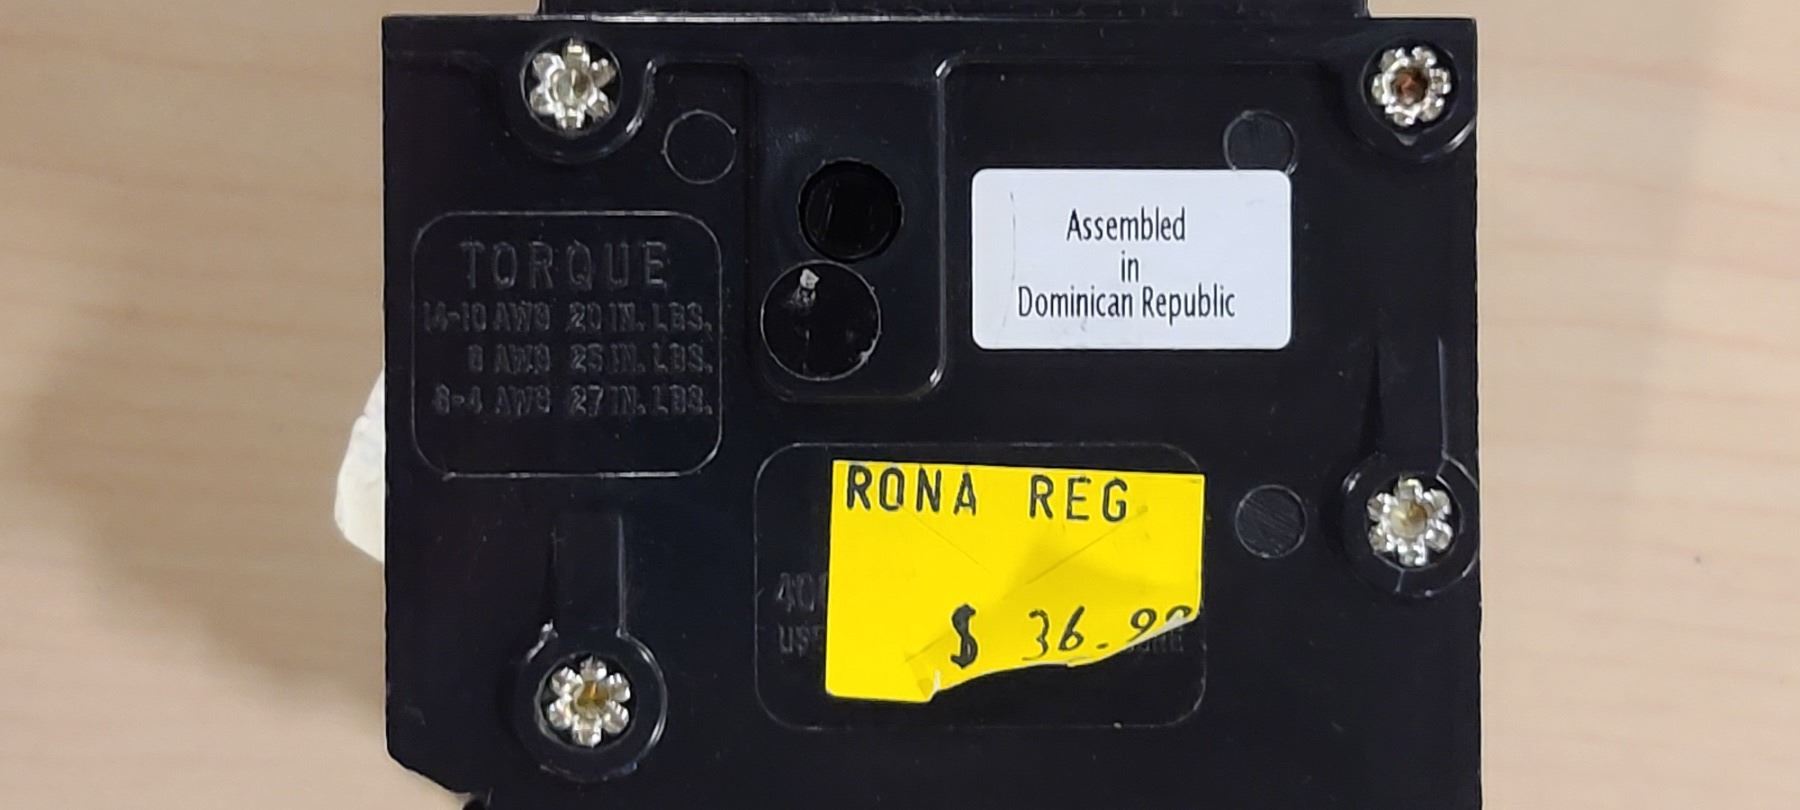 TORQUE
14-10 AWG 20 IN. LBS.
8 AWG 25 IN. LBS.
6-4 AWG 27 IN. LBS.
Assembled
in
Dominican Republic
RONA REG
$ 36.99